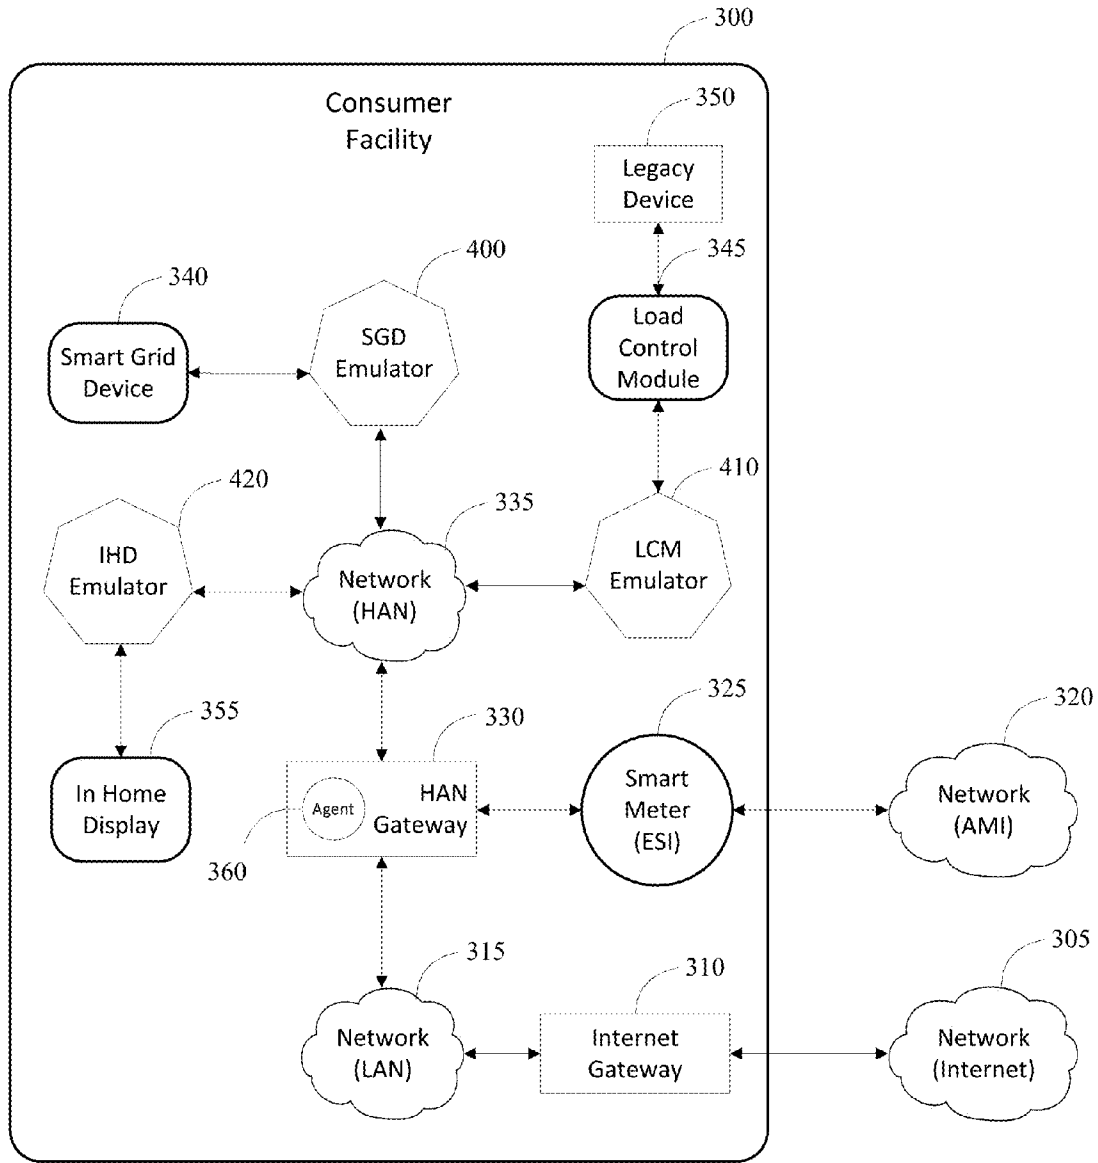 300
Consumer
Facility
350
Legacy
Device
345
400
340
SGD
Emulator
Load
Control
Module
Smart Grid
Device
420
335
410
IHD
Emulator
Network
(HAN)
LCM
Emulator
355
330
325
320
In Home
Display
Agent
HAN
Gateway
Smart
Meter
(ESI)
Network
(AMI)
360
315
310
305
Network
(LAN)
Internet
Gateway
Network
(Internet)